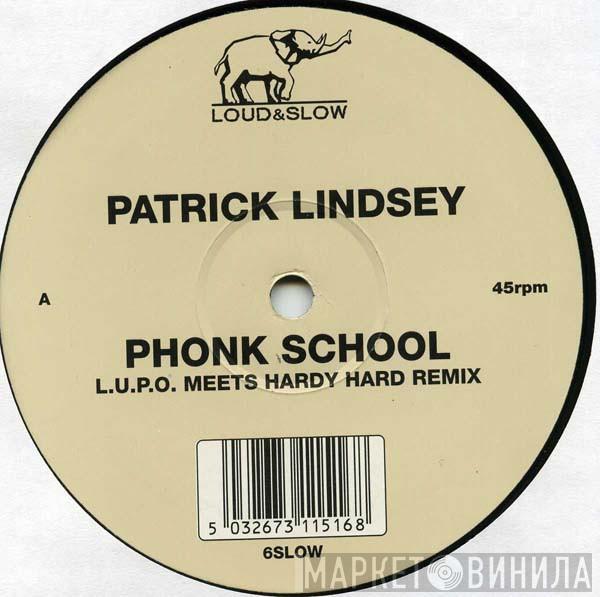 LOUD&SLOW
PATRICK LINDSEY
A
45rpm
PHONK SCHOOL
L.U.P.O. MEETS HARDY HARD REMIX
5 032673 115168
6SLOW
МАРКЕТ ВИНИЛА